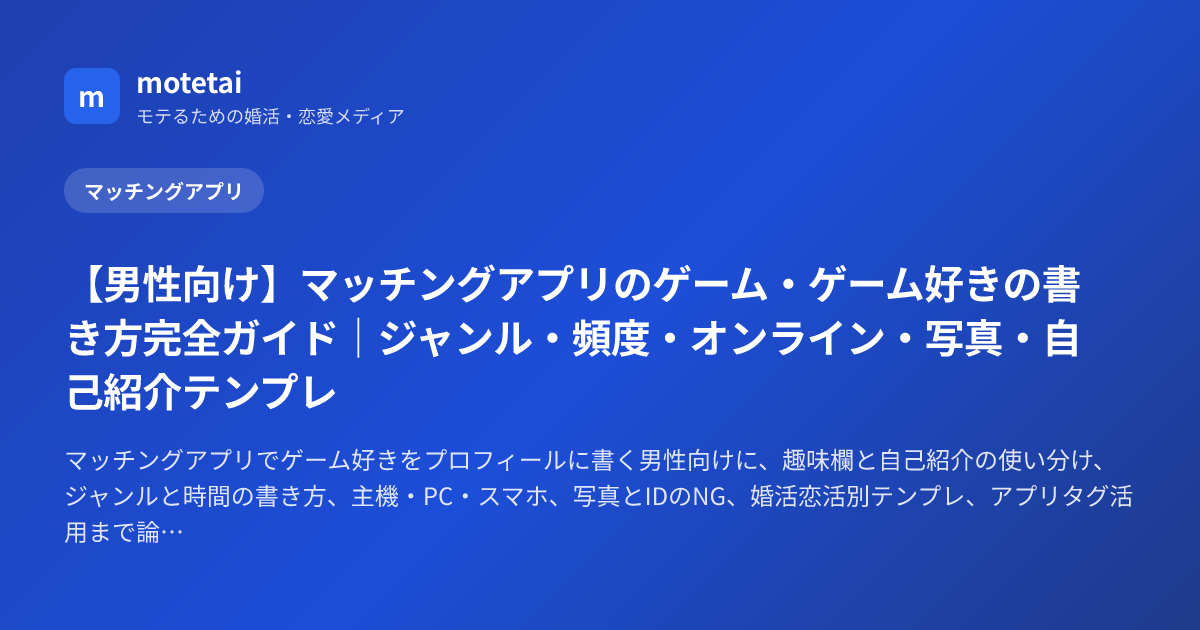 m
motetai
モテるための婚活・恋愛メディア
マッチングアプリ
【男性向け】マッチングアプリのゲーム・ゲーム好きの書
き方完全ガイド｜ジャンル・頻度・オンライン・写真・自
己紹介テンプレ
マッチングアプリでゲーム好きをプロフィールに書く男性向けに、趣味欄と自己紹介の使い分け、
ジャンルと時間の書き方、主機・PC・スマホ、写真とIDのNG、婚活恋活別テンプレ、アプリタグ活
用まで論…